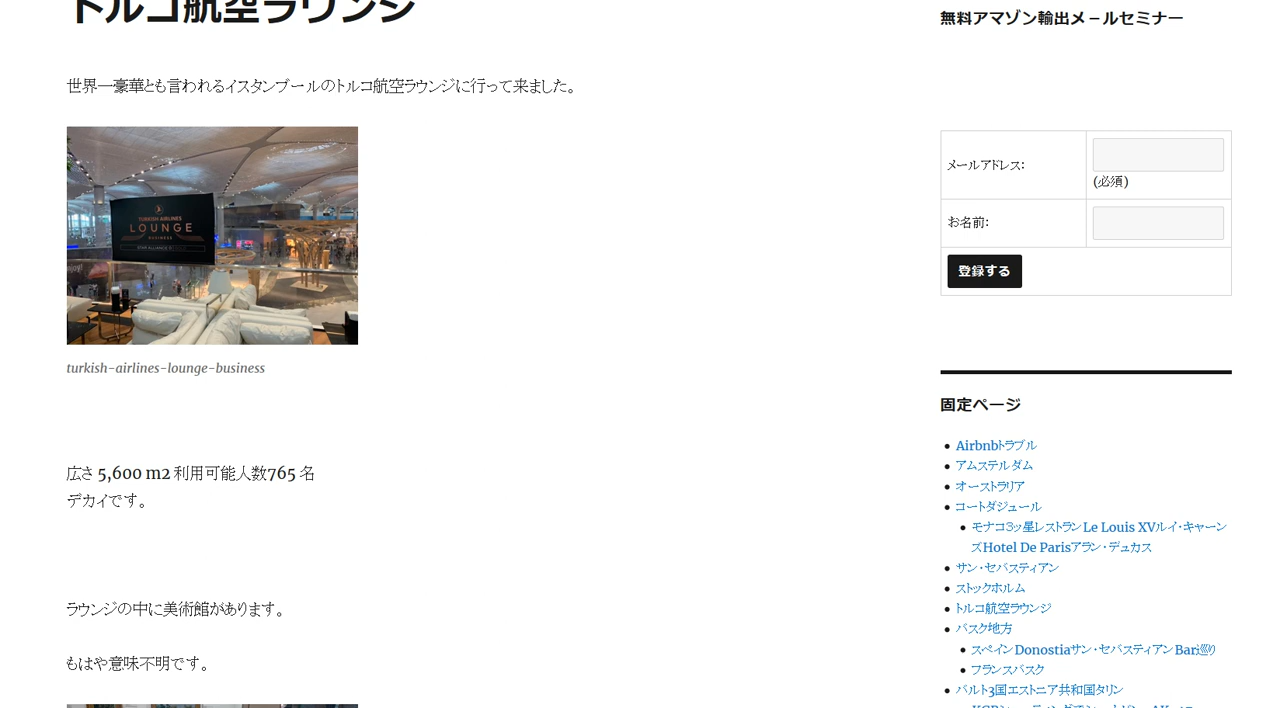 トルコ航空ラウンジ
世界一豪華とも言われるイスタンブールのトルコ航空ラウンジに行って来ました。
TURKISH AIRLINES
LOUNGE
BUSINESS
STAR ALLIANCE
turkish-airlines-lounge-business
広さ 5,600 m2 利用可能人数765 名
デカイです。
ラウンジの中に美術館があります。
もはや意味不明です。
無料アマゾン輸出メールセミナー
メールアドレス:
(必須)
お名前:
登録する
固定ページ
Airbnbトラブル
アムステルダム
オーストラリア
コートダジュール
モナコ3ッ星レストランLe Louis XVルイ・キャーン
ズHotel De Parisアラン・デュカス
サン・セバスティアン
ストックホルム
トルコ航空ラウンジ
バスク地方
スペインDonostiaサン・セバスティアンBar巡り
フランスバスク
バルト3国エストニア共和国タリン